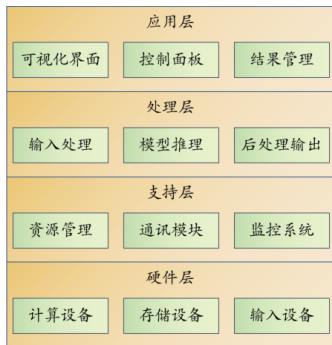 应用层
可视化界面 控制面板 结果管理
处理层
输入处理 模型推理 后处理输出
支持层
资源管理 通讯模块 监控系统
硬件层
计算设备 存储设备 输入设备